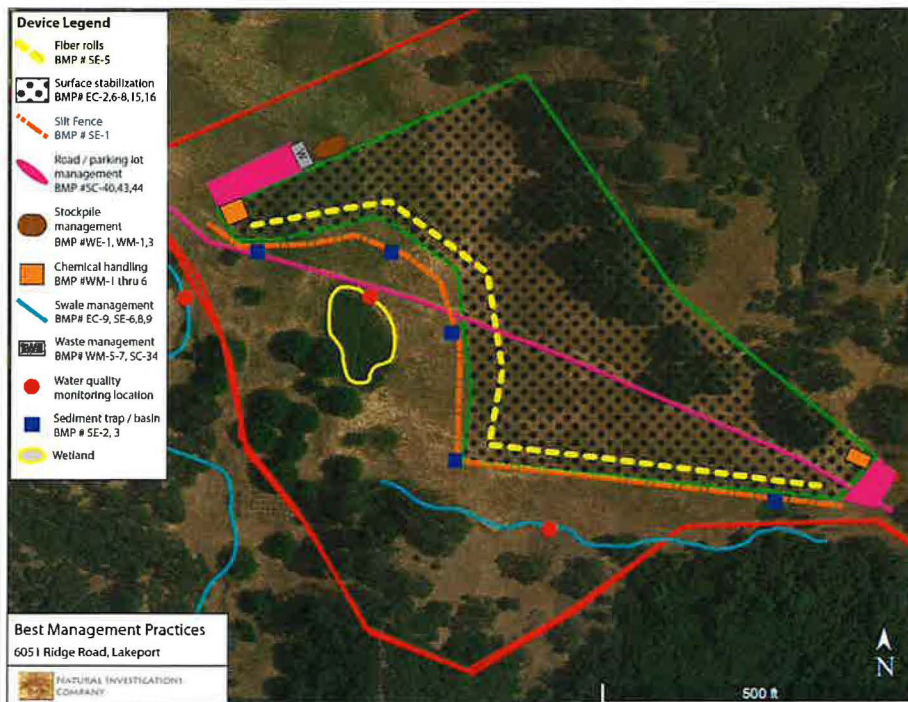 Device Legend
Fiber rolls
BMP # SE-5
Surface stabilization
BMP# EC-2,6-8,15,16
Silt Fence
BMP # SE-1
Road / parking lot
management
BMP #SC-40,43,44
Stockpile
management
BMP #WE-1, WM-1,3
Chemical handling
BMP #WM-1 thru 6
Swale management
BMP# EC-9, SE-6,8,9
Waste management
BMP# WM-5-7, SC-34
Water quality
monitoring location
Sediment trap / basin
BMP # SE-2, 3
Wetland
Best Management Practices
6051 Ridge Road, Lakeport
NATURAL INVESTIGATIONS
COMPANY
500 ft
N